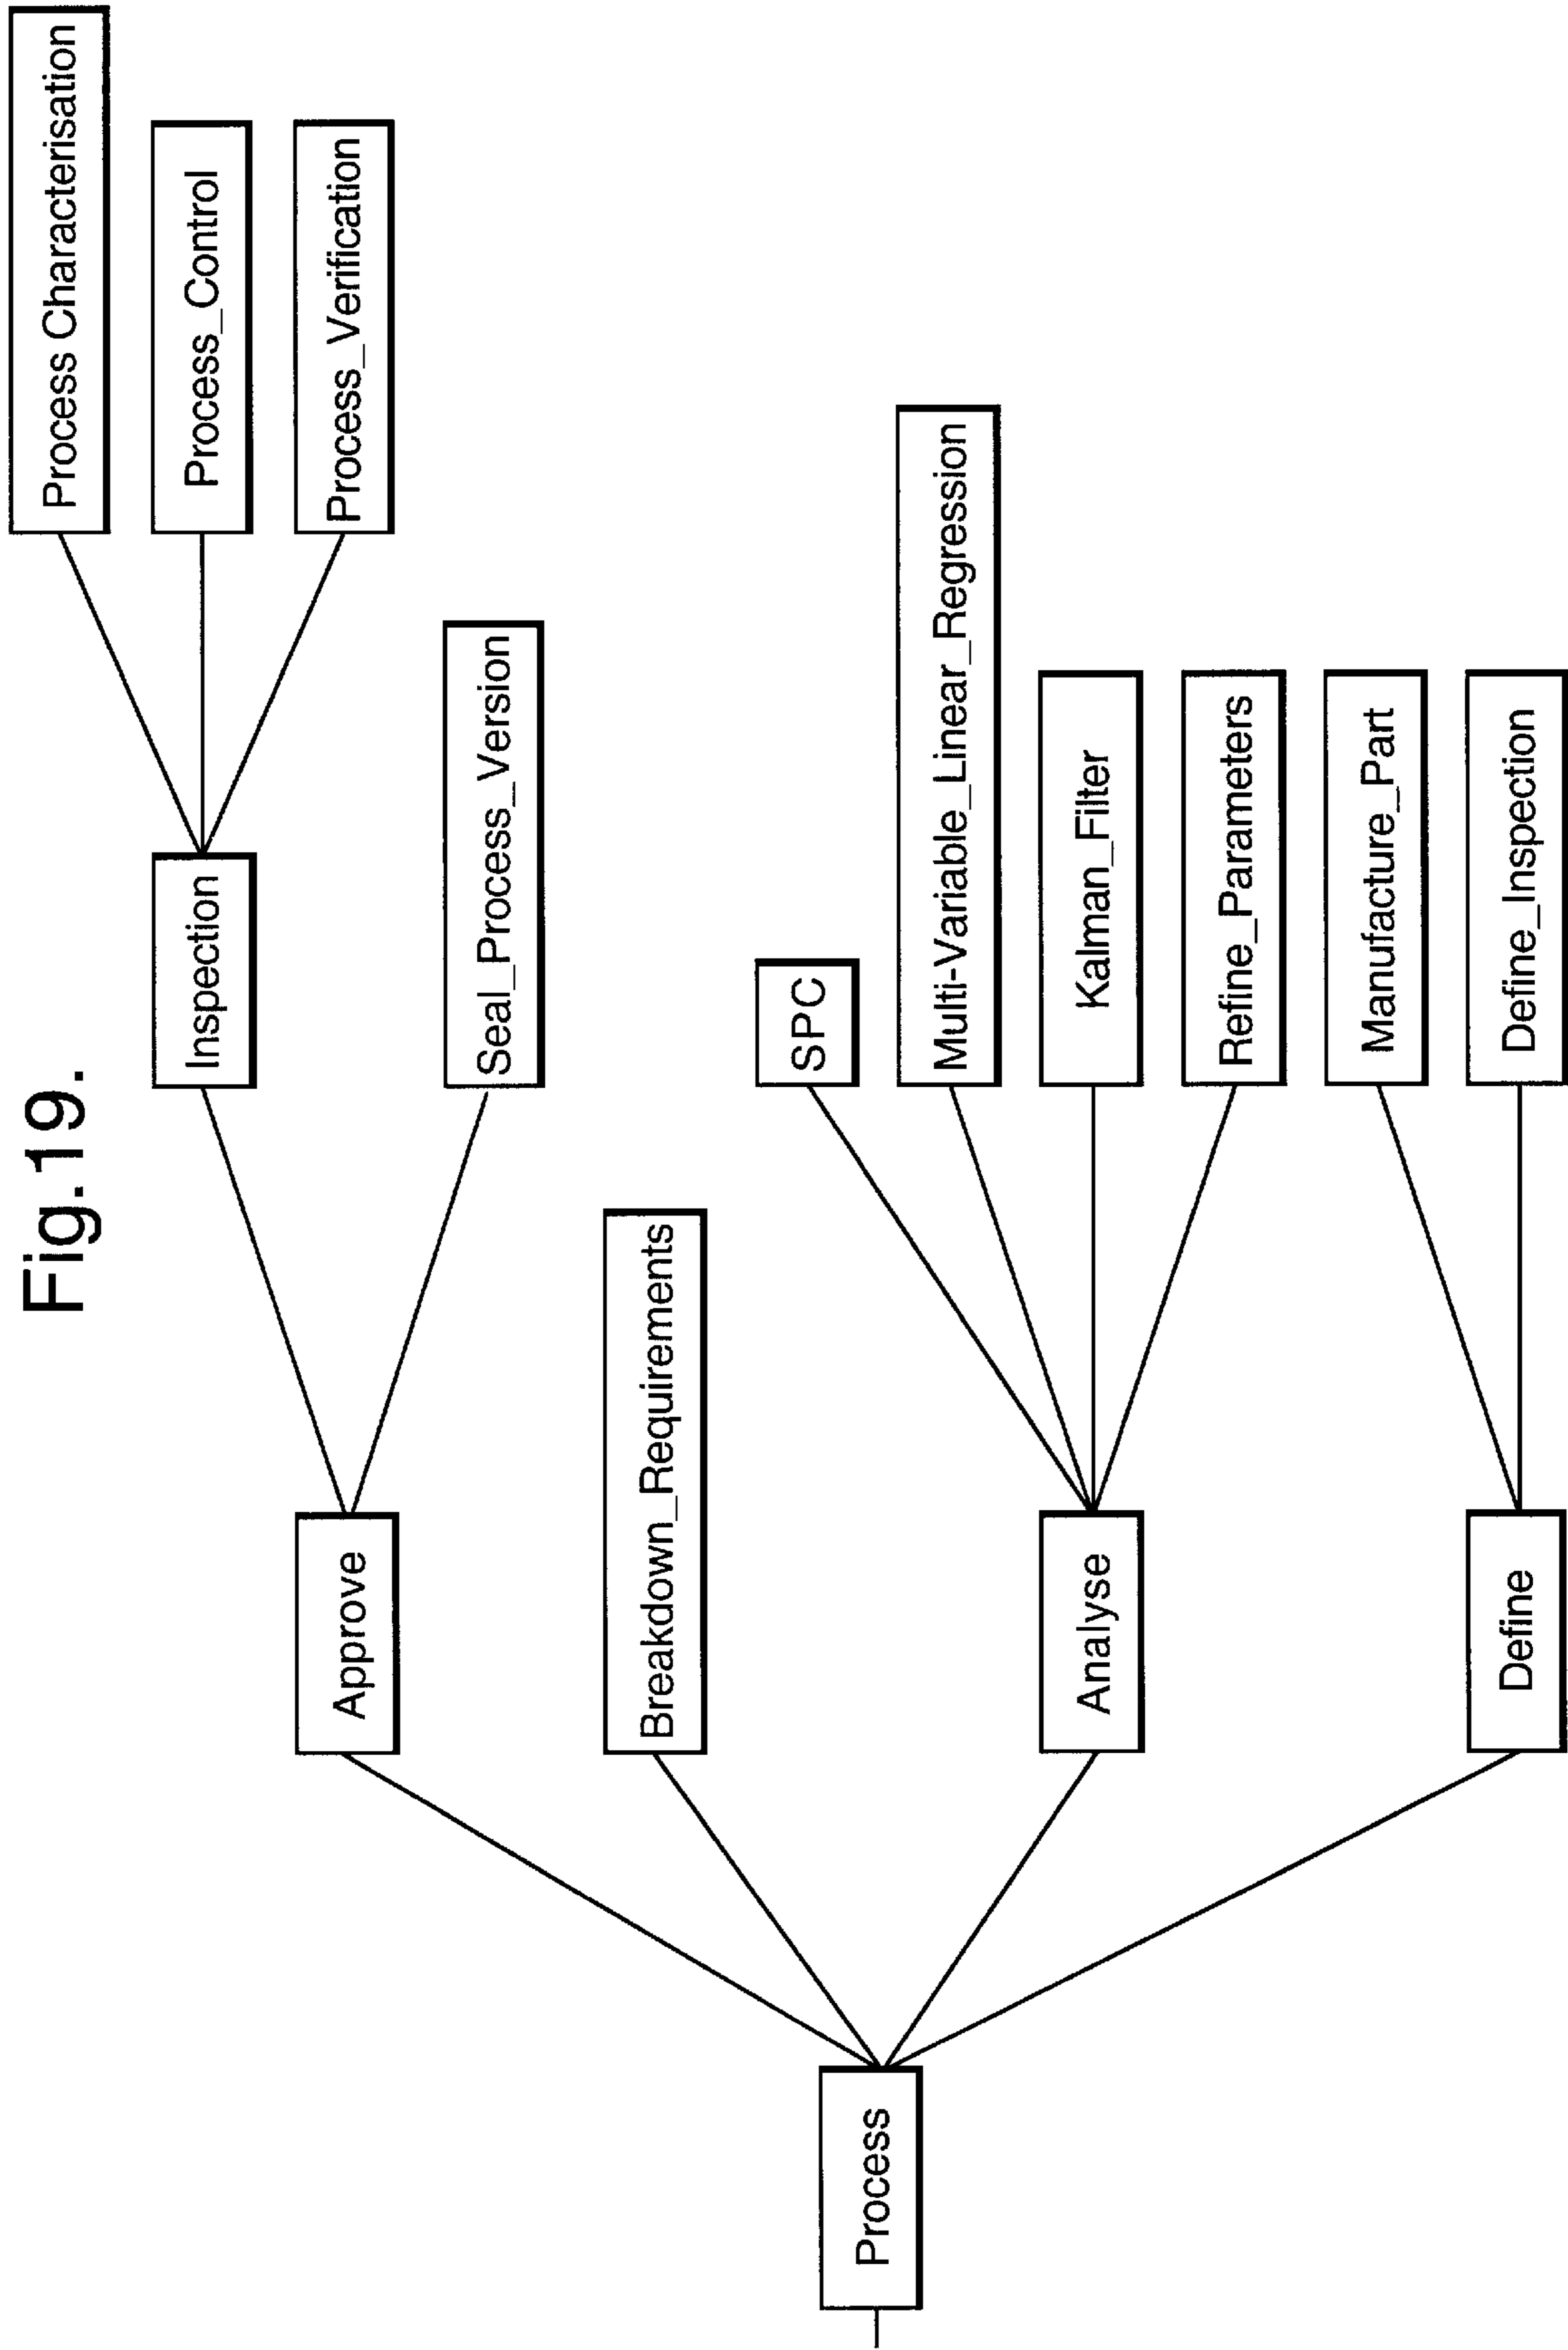 Fig.19.
Process
Approve
Inspection
Process Characterisation
Process_Control
Process_Verification
Seal_Process_Version
Breakdown_Requirements
Analyse
SPC
Multi-Variable_Linear_Regression
Kalman_Filter
Refine_Parameters
Define
Manufacture_Part
Define_Inspection